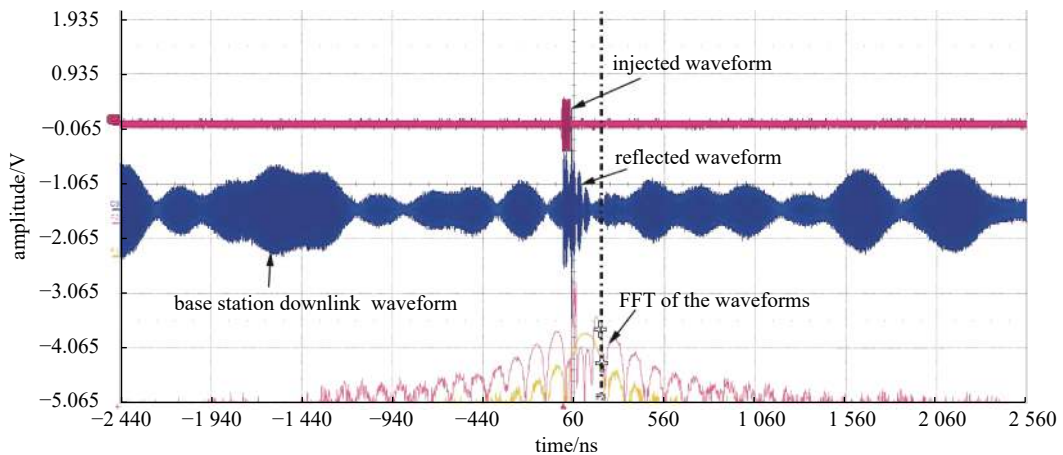 1.935
0.935
−0.065
−1.065
−2.065
−3.065
−4.065
−5.065
amplitude/V
injected waveform
reflected waveform
base station downlink waveform
FFT of the waveforms
−2 440 −1 940 −1 440 −940 −440 60 560 1 060 1 560 2 060 2 560
time/ns